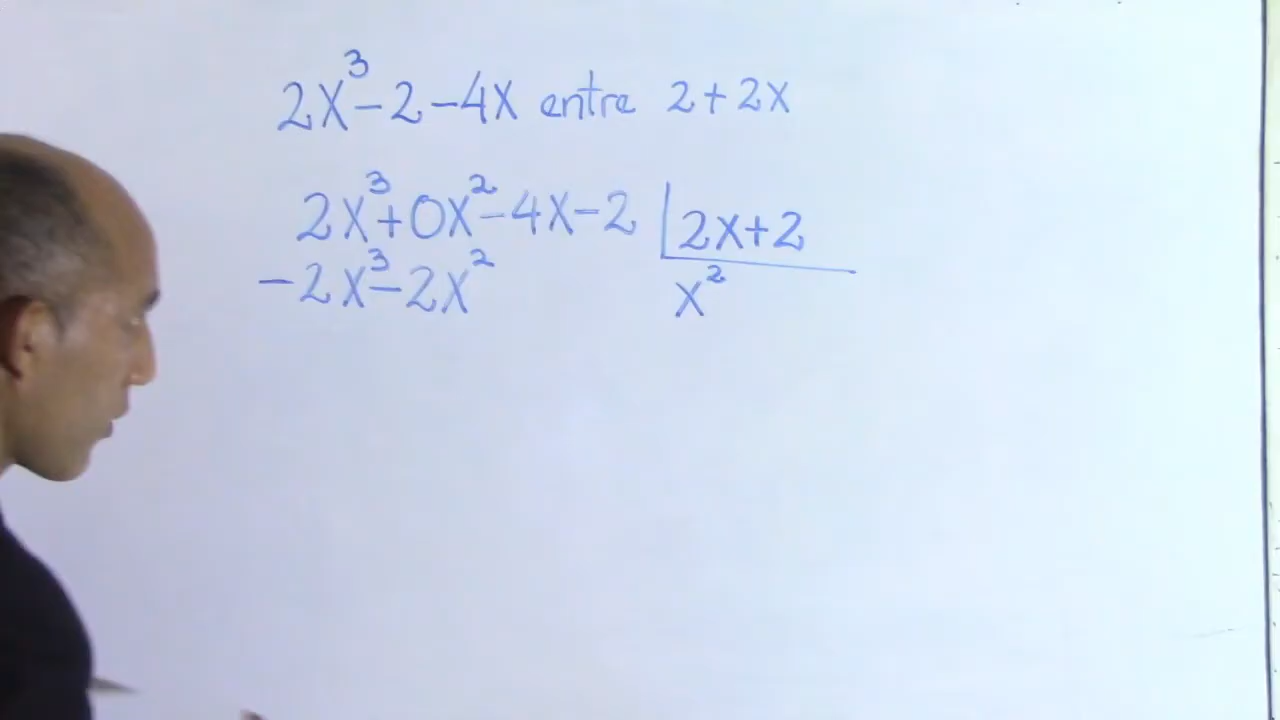 2x³-2-4x entre 2+2x
2x³+0x²-4x-2 | 2x+2
-2x³-2x² x²